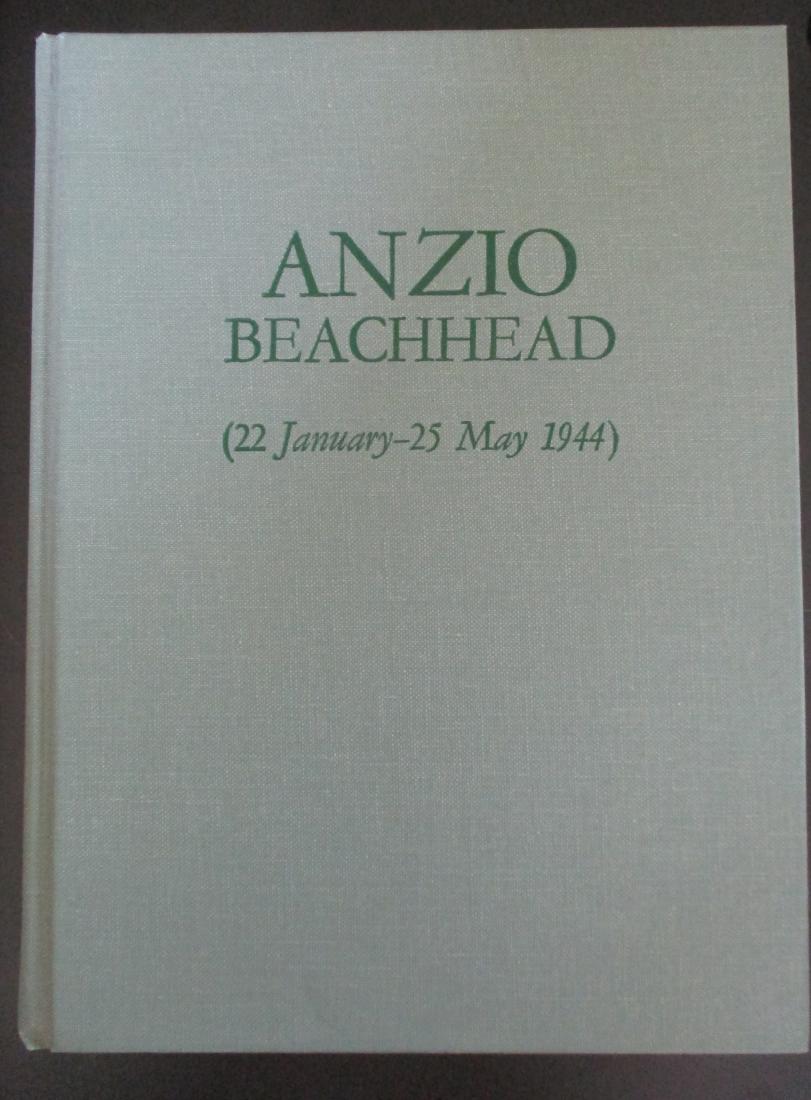 ANZIO
BEACHHEAD
(22 January–25 May 1944)